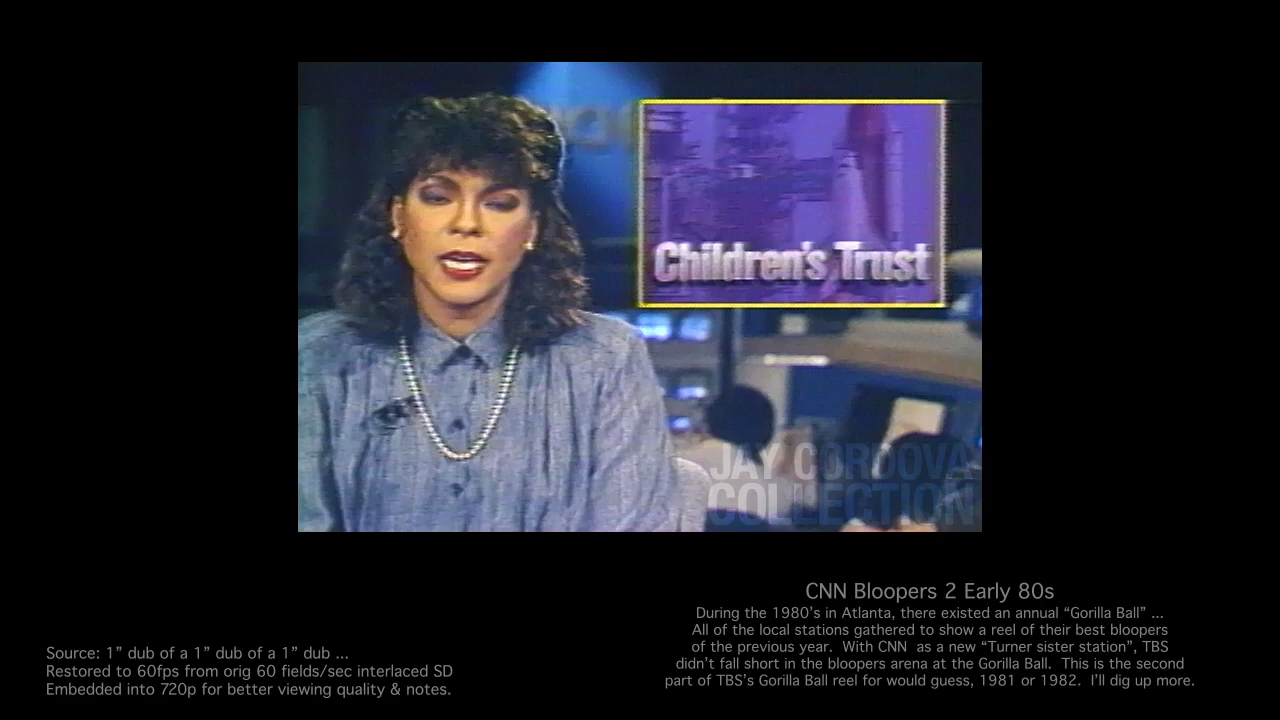 Children's Trust
JAY CORDOVA
COLLECTION
CNN Bloopers 2 Early 80s
During the 1980's in Atlanta, there existed an annual “Gorilla Ball” ...
All of the local stations gathered to show a reel of their best bloopers
of the previous year.  With CNN  as a new “Turner sister station”, TBS
didn't fall short in the bloopers arena at the Gorilla Ball.  This is the second
part of TBS's Gorilla Ball reel for would guess, 1981 or 1982.  I'll dig up more.
Source: 1” dub of a 1” dub of a 1” dub ...
Restored to 60fps from orig 60 fields/sec interlaced SD
Embedded into 720p for better viewing quality & notes.